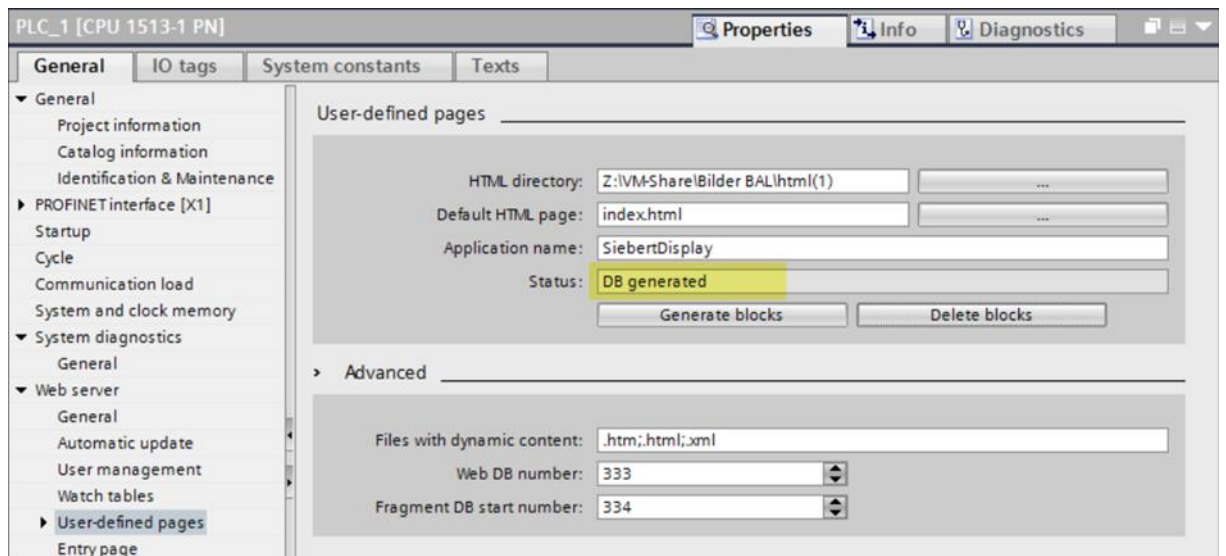 PLC_1 [CPU 1513-1 PN]
Properties
Info
Diagnostics
General
IO tags
System constants
Texts
General
Project information
Catalog information
Identification & Maintenance
PROFINET interface [X1]
Startup
Cycle
Communication load
System and clock memory
System diagnostics
General
Web server
General
Automatic update
User management
Watch tables
User-defined pages
Entry page
User-defined pages
HTML directory: Z:\VM-Share\Bilder BAL\html(1) ...
Default HTML page: index.html ...
Application name: SiebertDisplay
Status: DB generated
Generate blocks Delete blocks
Advanced
Files with dynamic content: .htm;.html;.xml
Web DB number: 333
Fragment DB start number: 334